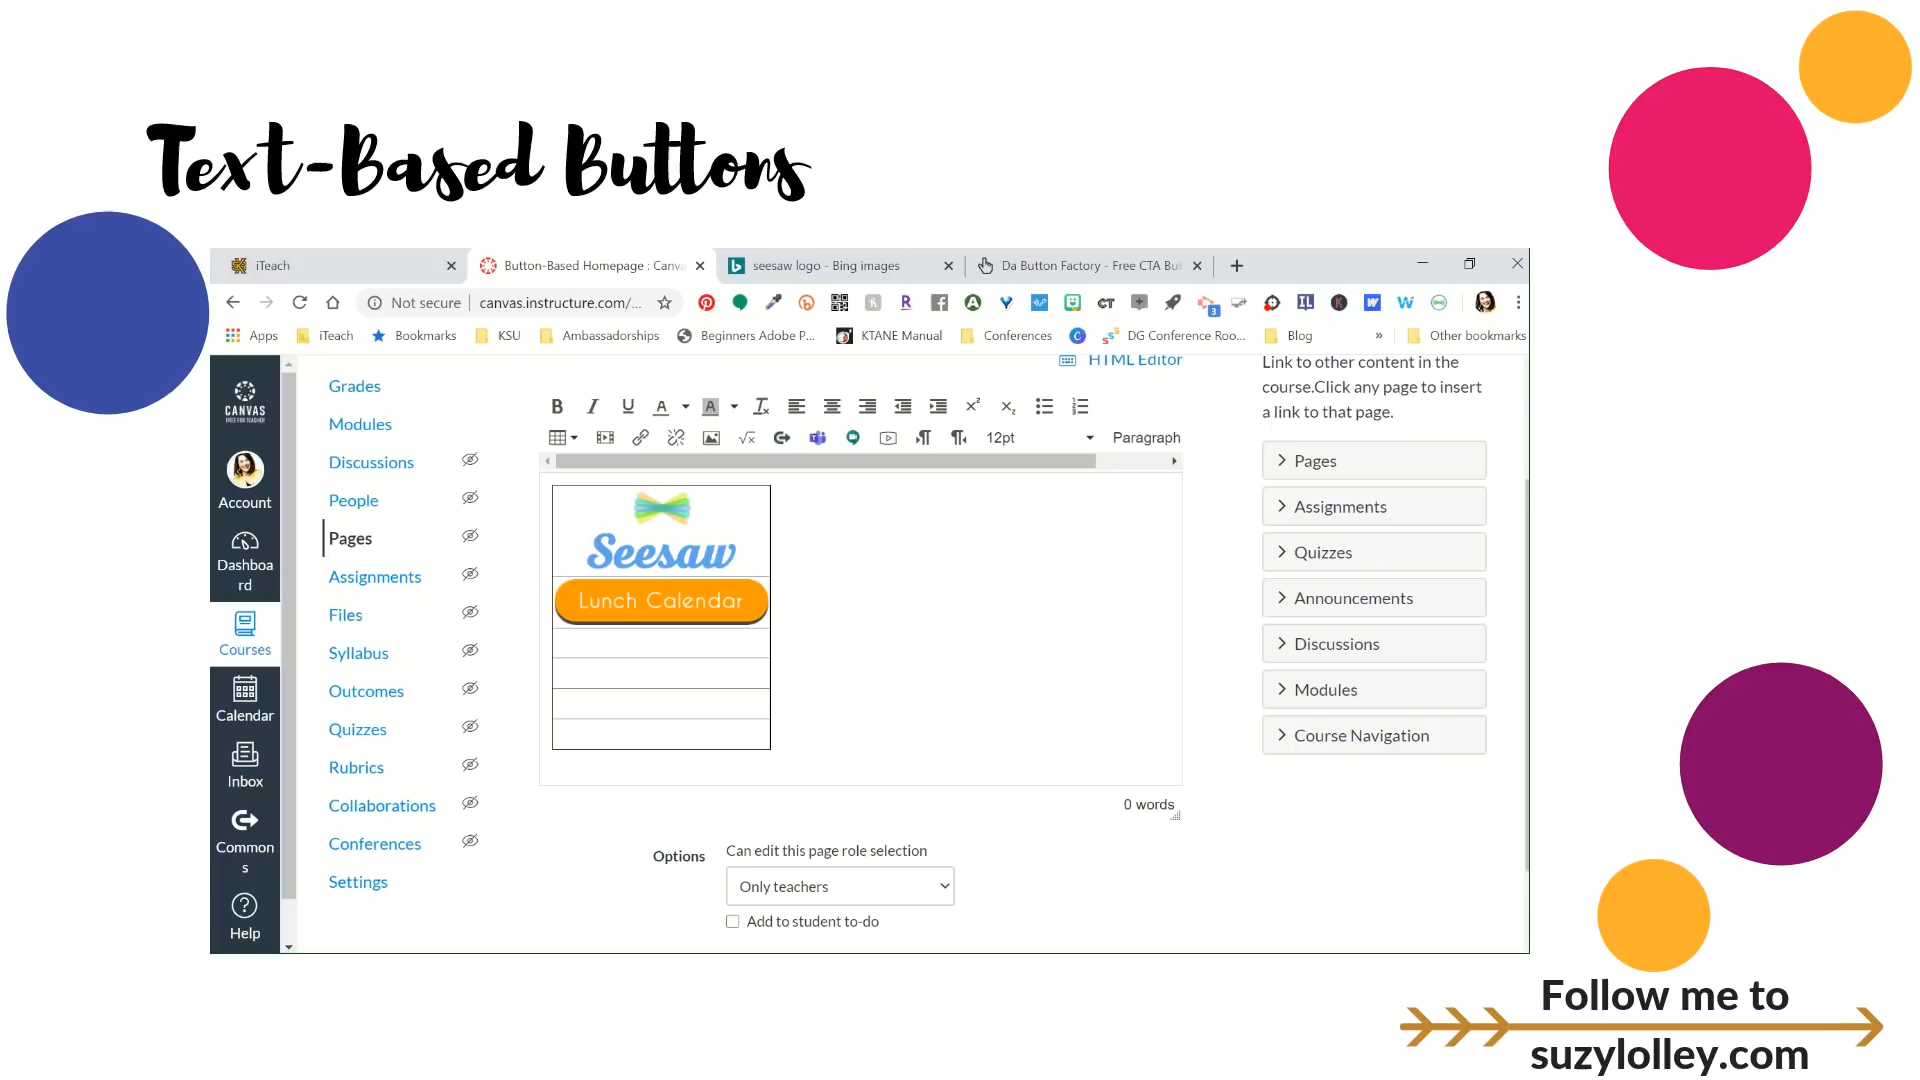 Text-Based Buttons
iTeach
Button-Based Homepage : Canva
seesaw logo - Bing images
Da Button Factory - Free CTA But
Not secure
canvas.instructure.com/...
CT
3
Apps
iTeach
Bookmarks
KSU
Ambassadorships
Beginners Adobe P...
KTANE Manual
Conferences
DG Conference Roo...
Blog
»
Other bookmarks
CANVAS
FREE FOR TEACHER
Account
Dashboa
rd
Courses
Calendar
Inbox
Common
s
Help
Grades
Modules
Discussions
People
Pages
Assignments
Files
Syllabus
Outcomes
Quizzes
Rubrics
Collaborations
Conferences
Settings
HTML Editor
12pt
Paragraph
Seesaw
Lunch Calendar
0 words
Options
Can edit this page role selection
Only teachers
Add to student to-do
Link to other content in the
course.Click any page to insert
a link to that page.
Pages
Assignments
Quizzes
Announcements
Discussions
Modules
Course Navigation
Follow me to
suzylolley.com